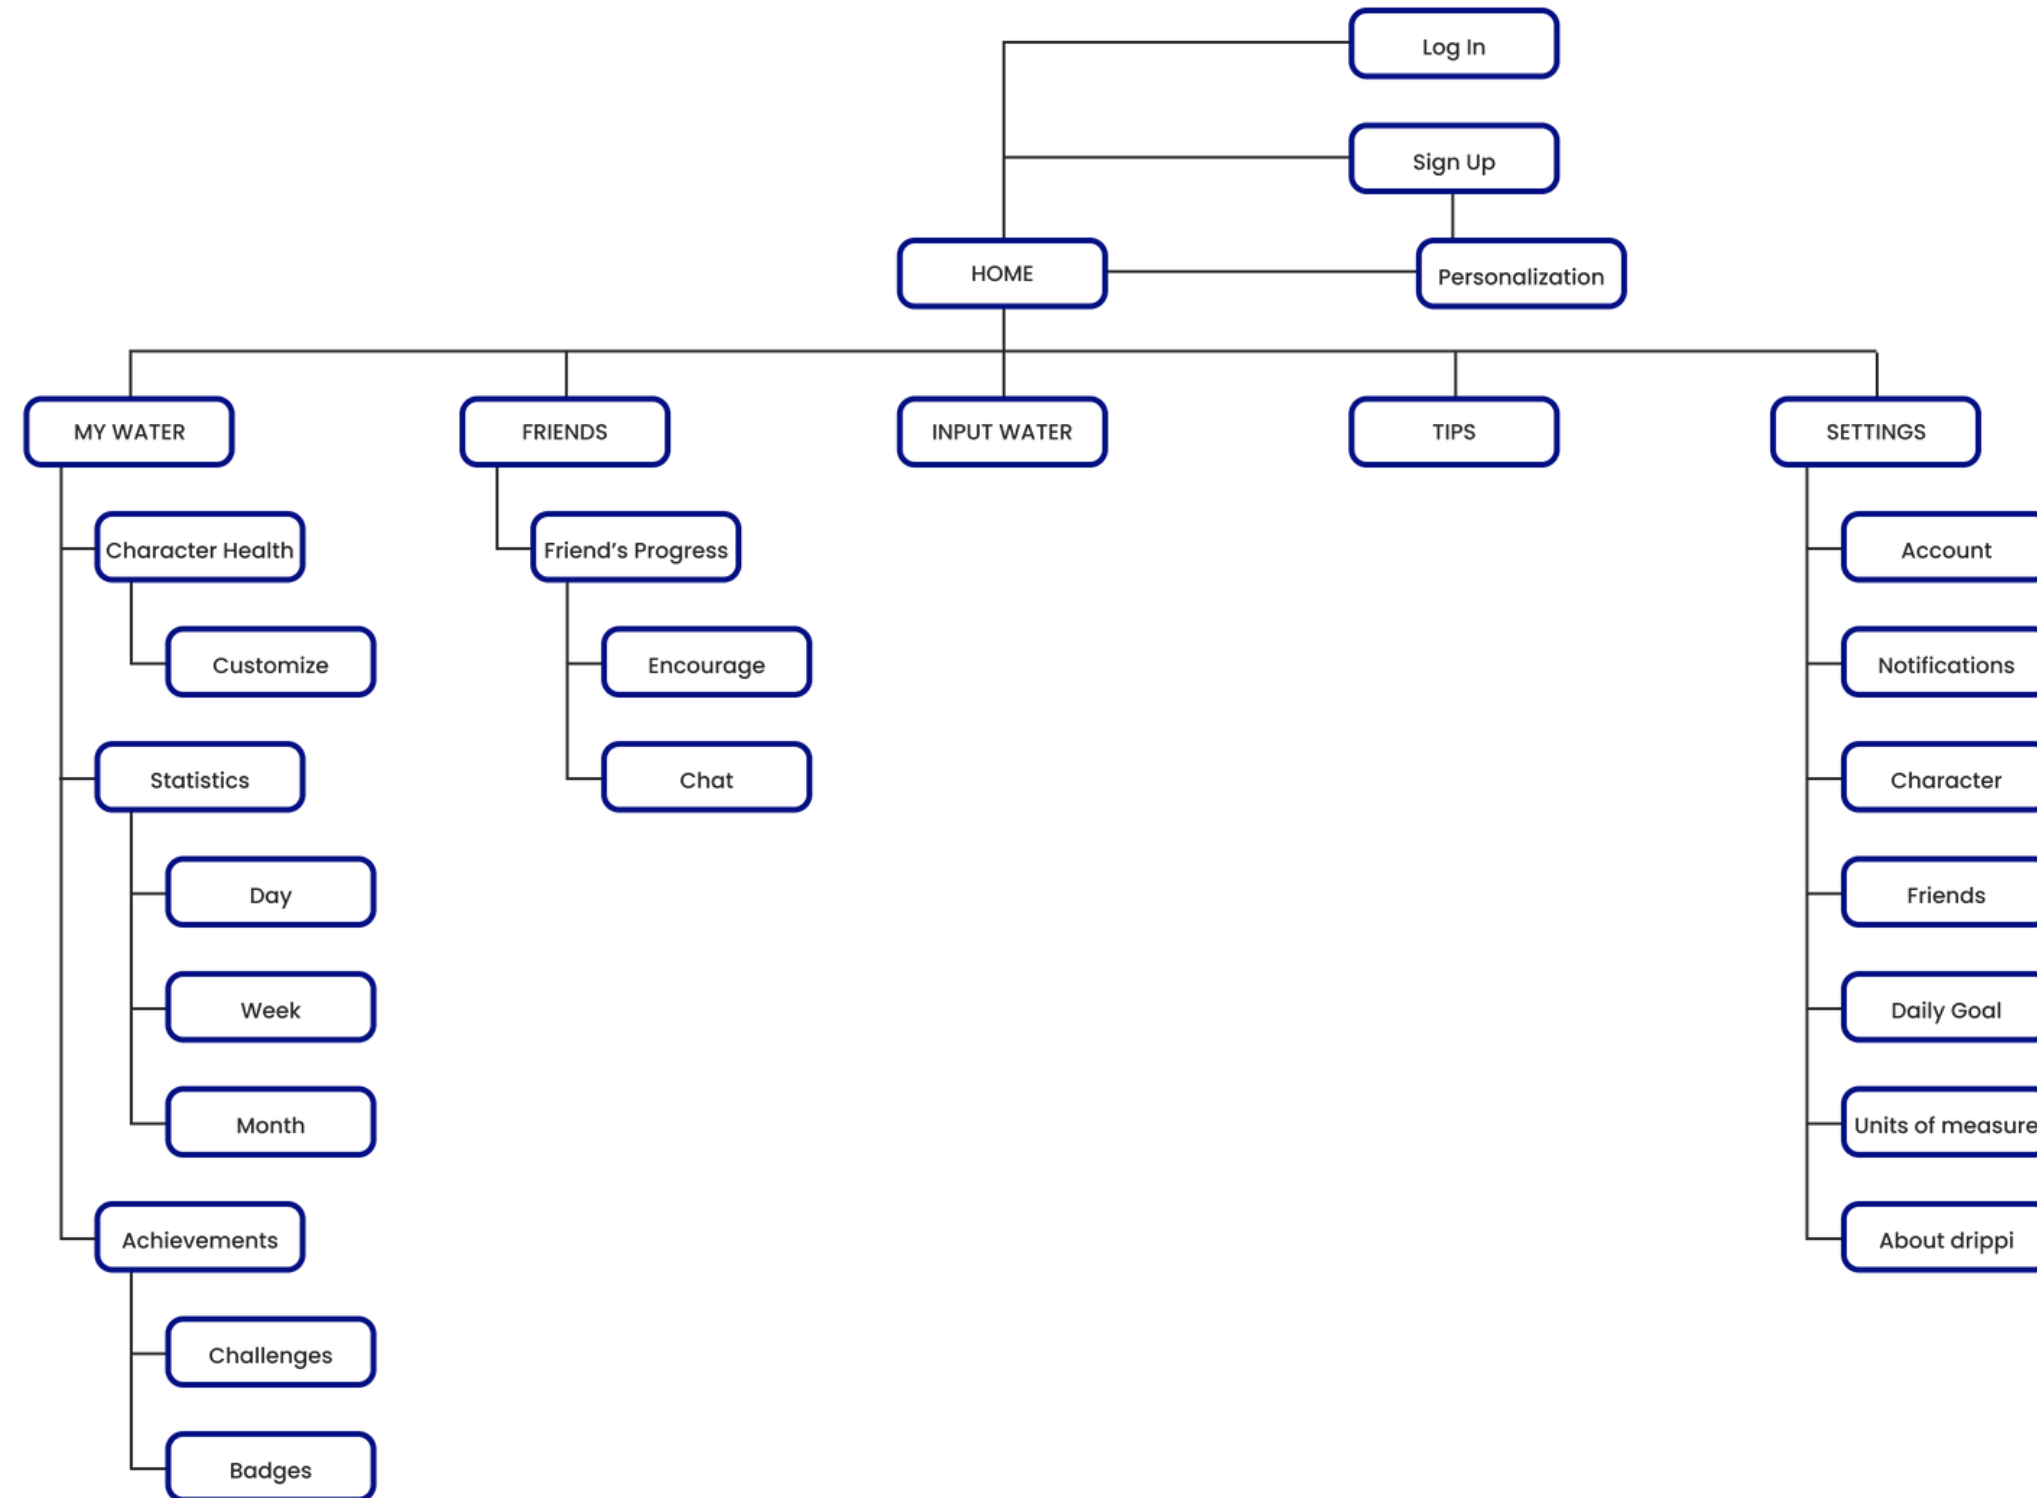 Log In
Sign Up
HOME
Personalization
MY WATER
FRIENDS
INPUT WATER
TIPS
SETTINGS
Character Health
Friend’s Progress
Account
Customize
Encourage
Notifications
Statistics
Chat
Character
Day
Friends
Week
Daily Goal
Month
Units of measure
Achievements
About drippi
Challenges
Badges